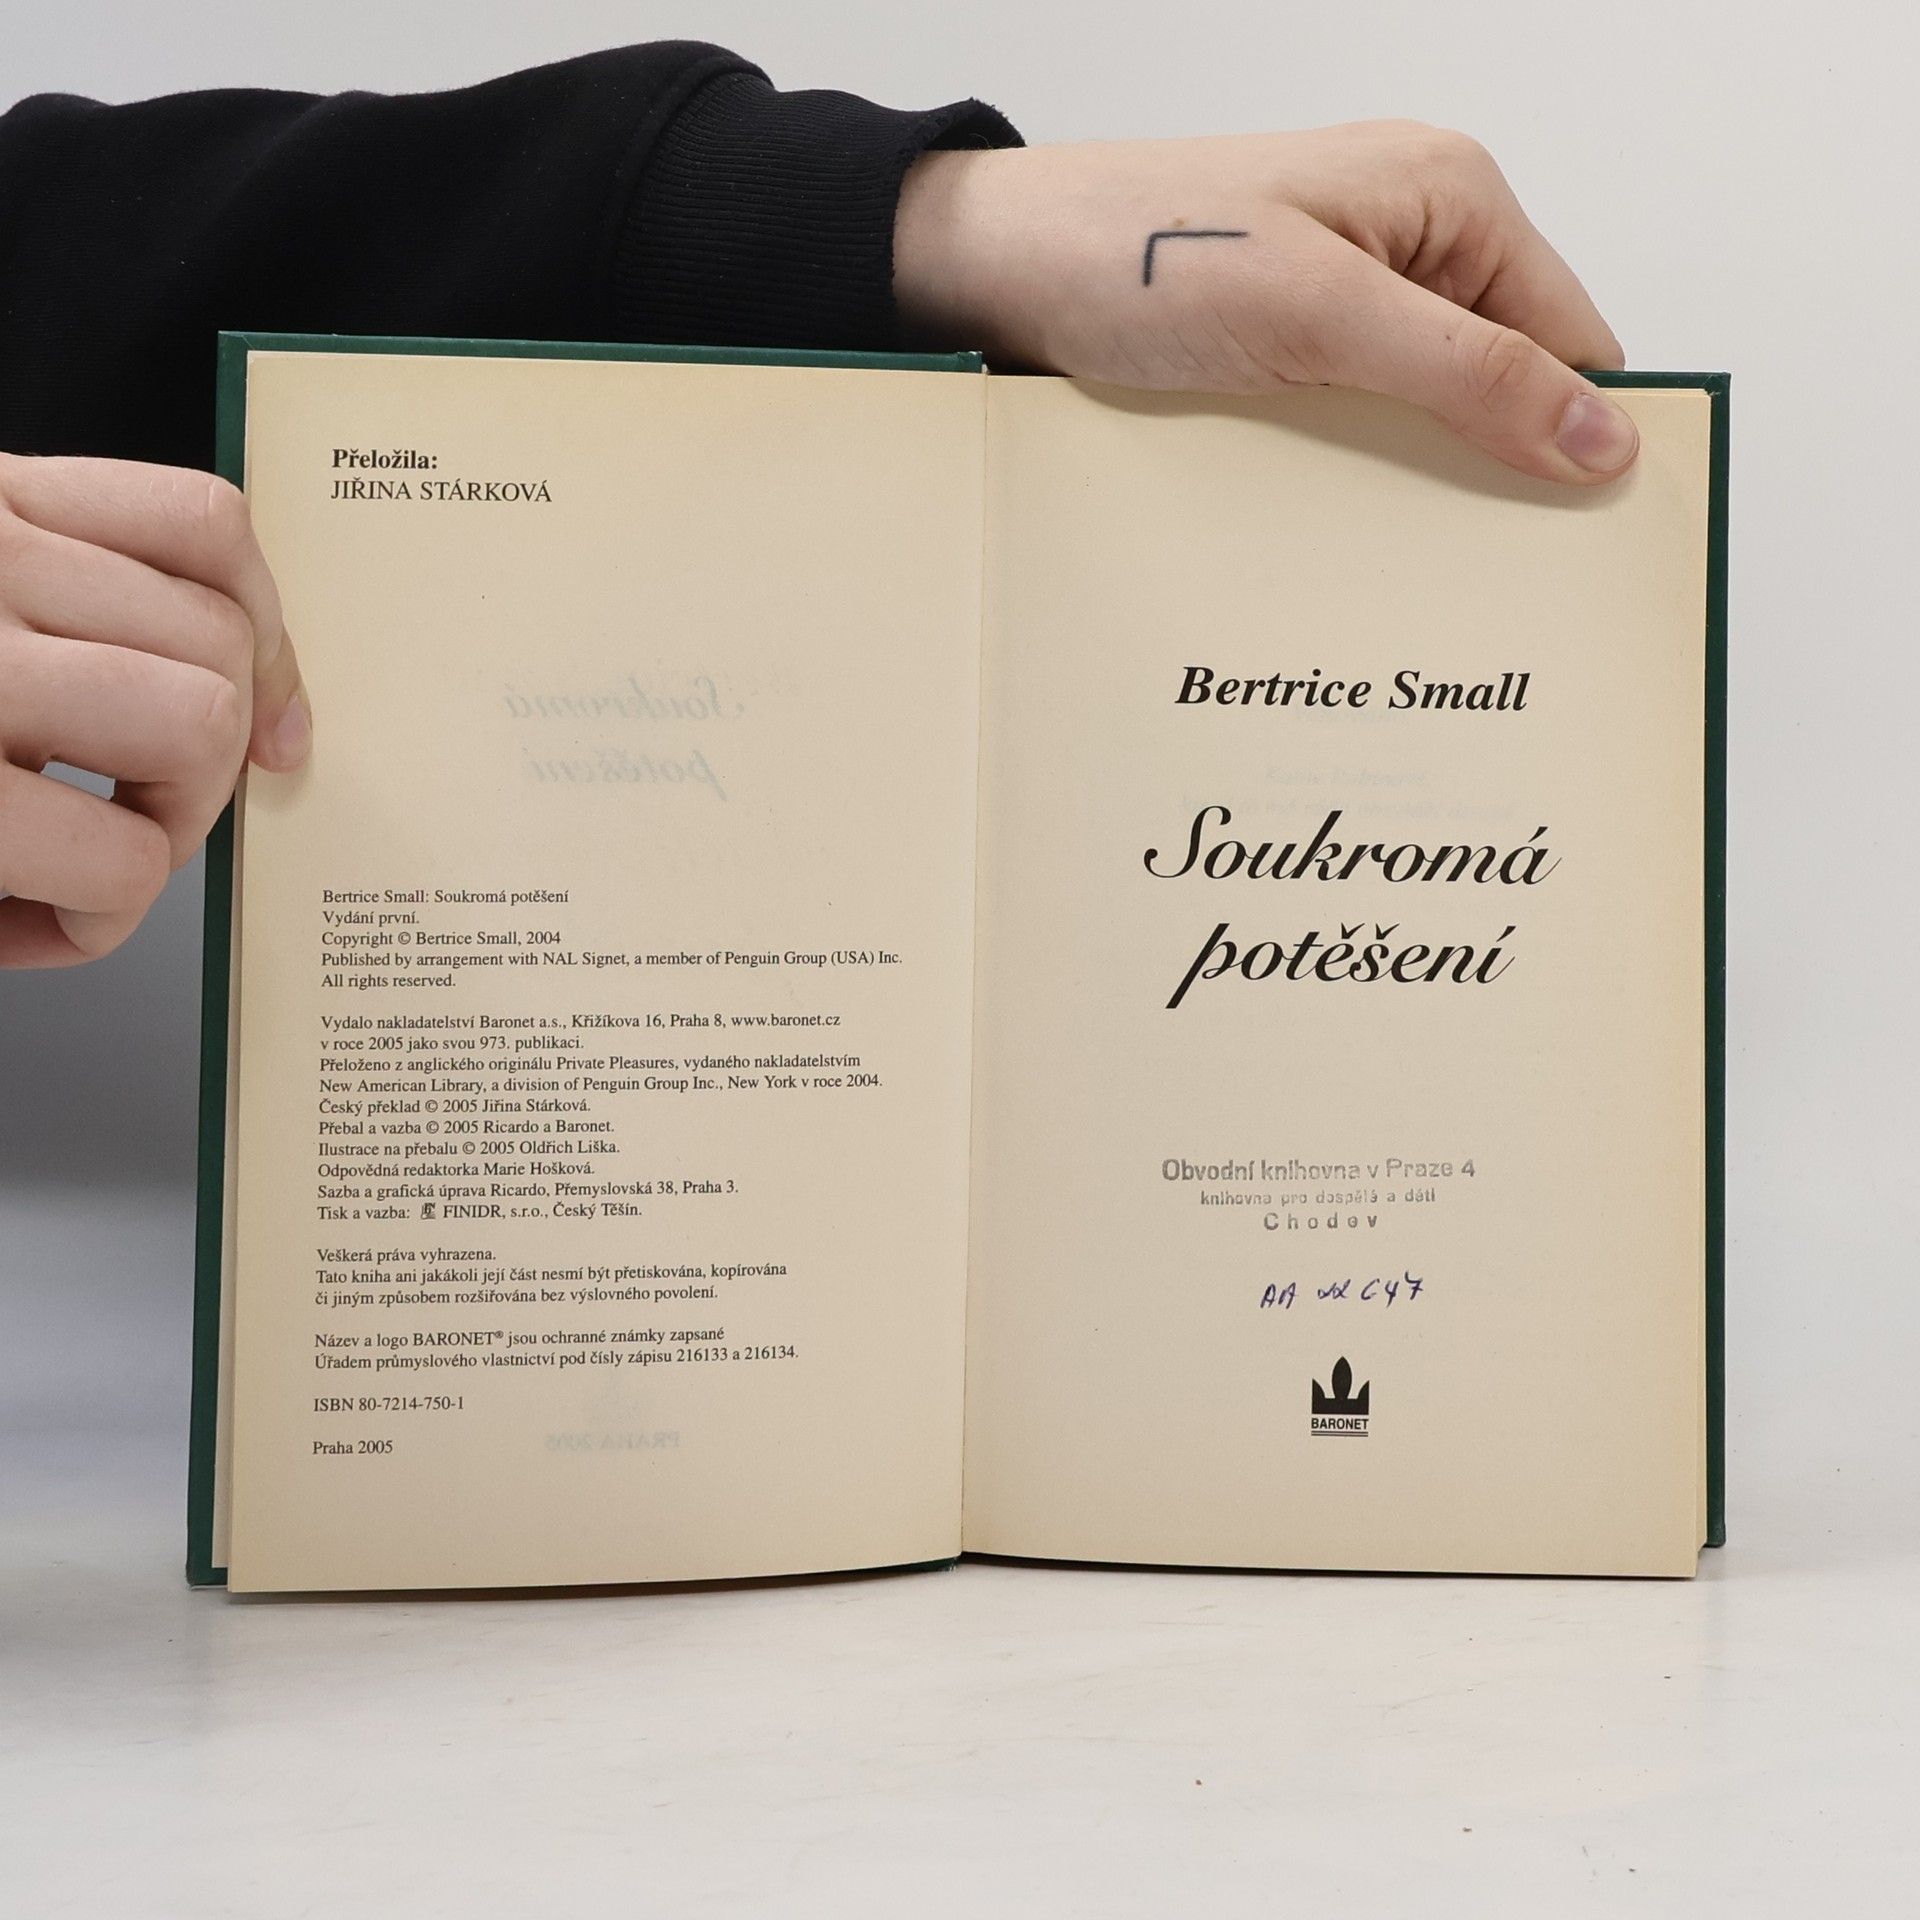 Přeložila:
JIŘINA STÁRKOVÁ
Bertrice Small: Soukromá potěšení
Vydání první.
Copyright © Bertrice Small, 2004
Published by arrangement with NAL Signet, a member of Penguin Group (USA) Inc.
All rights reserved.
Vydalo nakladatelství Baronet a.s., Křižíkova 16, Praha 8, www.baronet.cz
v roce 2005 jako svou 973. publikaci.
Přeloženo z anglického originálu Private Pleasures, vydaného nakladatelstvím
New American Library, a division of Penguin Group Inc., New York v roce 2004.
Český překlad © 2005 Jiřina Stárková.
Přebal a vazba © 2005 Ricardo a Baronet.
Ilustrace na přebalu © 2005 Oldřich Liška.
Odpovědná redaktorka Marie Hošková.
Sazba a grafická úprava Ricardo, Přemyslovská 38, Praha 3.
Tisk a vazba: FINIDR, s.r.o., Český Těšín.
Veškerá práva vyhrazena.
Tato kniha ani jakákoli její část nesmí být přetiskována, kopírována
či jiným způsobem rozšiřována bez výslovného povolení.
Název a logo BARONET® jsou ochranné známky zapsané
Úřadem průmyslového vlastnictví pod čísly zápisu 216133 a 216134.
ISBN 80-7214-750-1
Praha 2005
Bertrice Small
Soukromá
potěšení
Obvodní knihovna v Praze 4
knihovna pro dospělé a děti
Chodov
BARONET